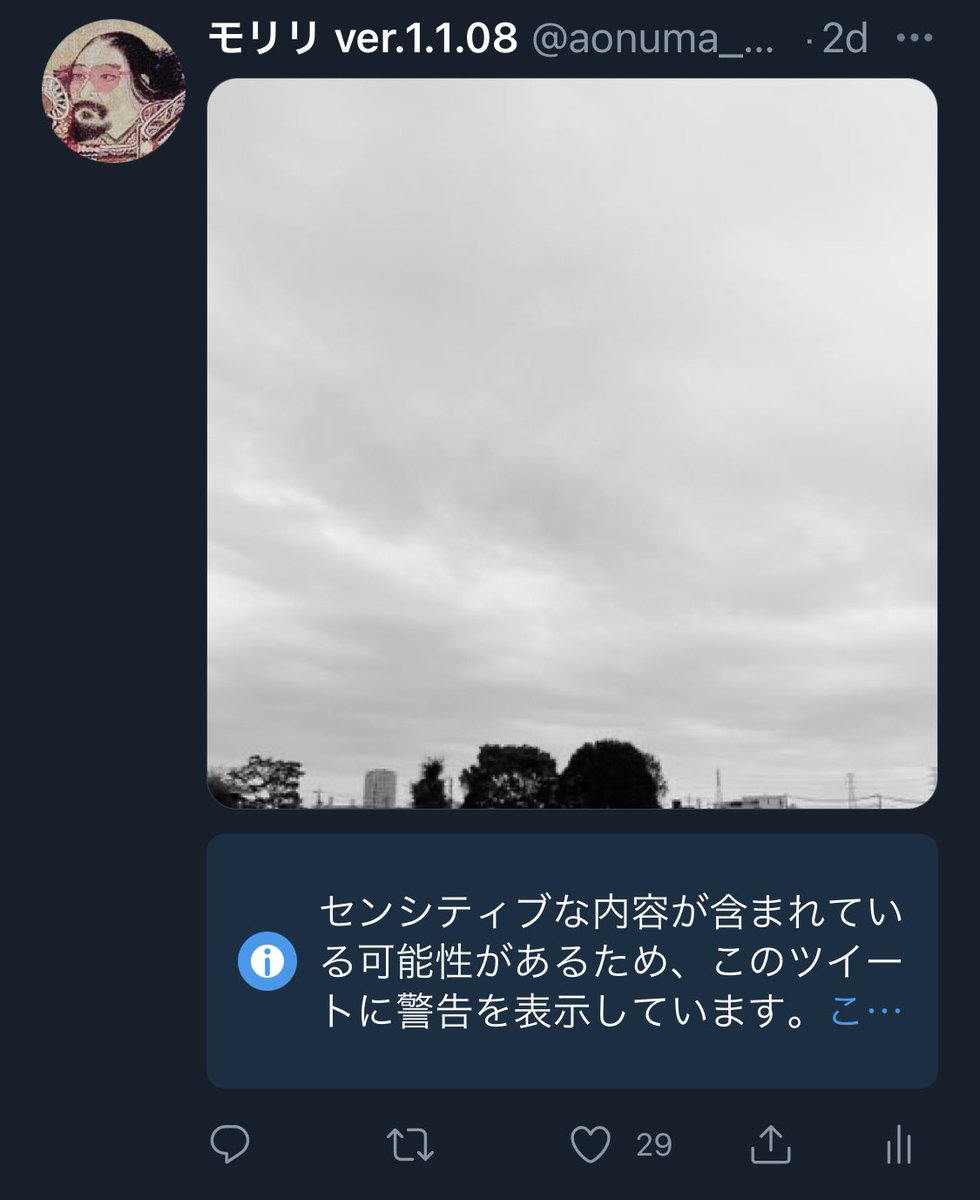 モリリ ver.1.1.08 @aonuma_... · 2d
センシティブな内容が含まれてい
る可能性があるため、このツイー
トに警告を表示しています。こ…
29